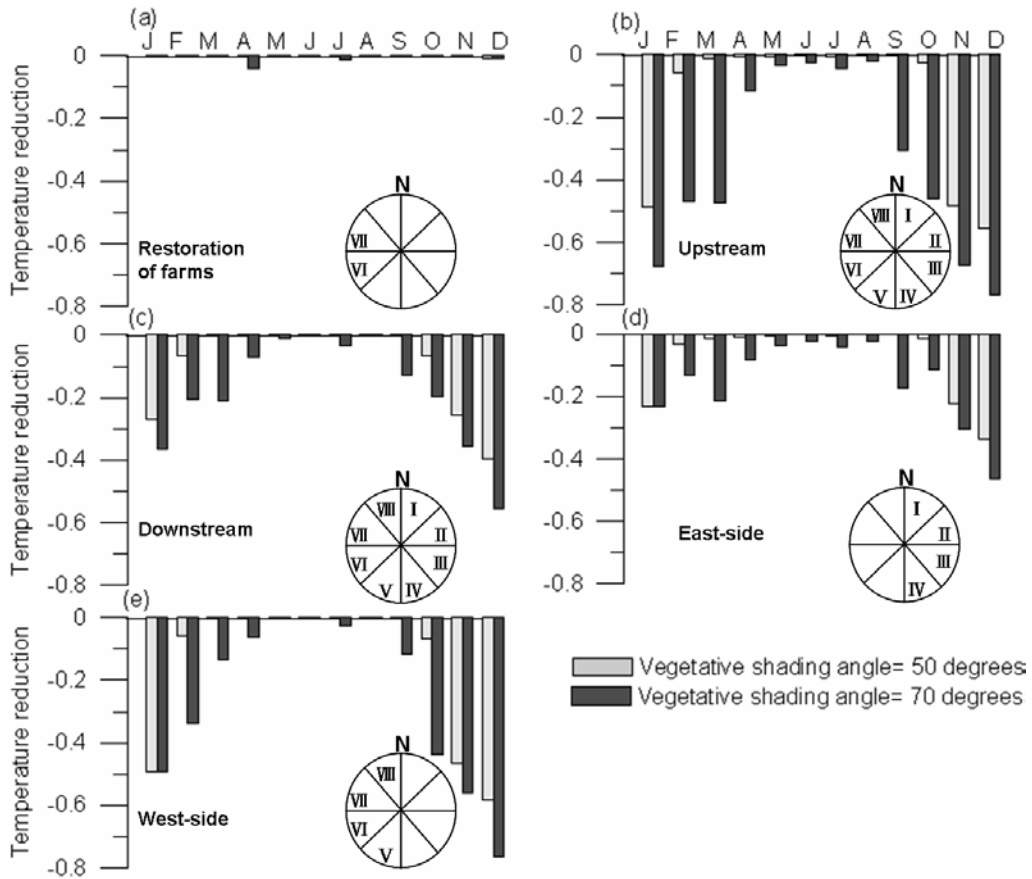 (a)
J F M A M J J A S O N D
0
-0.2
-0.4
-0.6
-0.8
Temperature reduction
N
VII
VI
Restoration
of farms
(b)
J F M A M J J A S O N D
0
-0.2
-0.4
-0.6
-0.8
N
VIII I
VII II
VI III
V IV
Upstream
(c)
0
-0.2
-0.4
-0.6
-0.8
Temperature reduction
N
VIII I
VII II
VI III
V IV
Downstream
(d)
0
-0.2
-0.4
-0.6
-0.8
N
I
II
III
IV
East-side
(e)
0
-0.2
-0.4
-0.6
-0.8
Temperature reduction
N
VIII
VII
VI
V
West-side
Vegetative shading angle= 50 degrees
Vegetative shading angle= 70 degrees